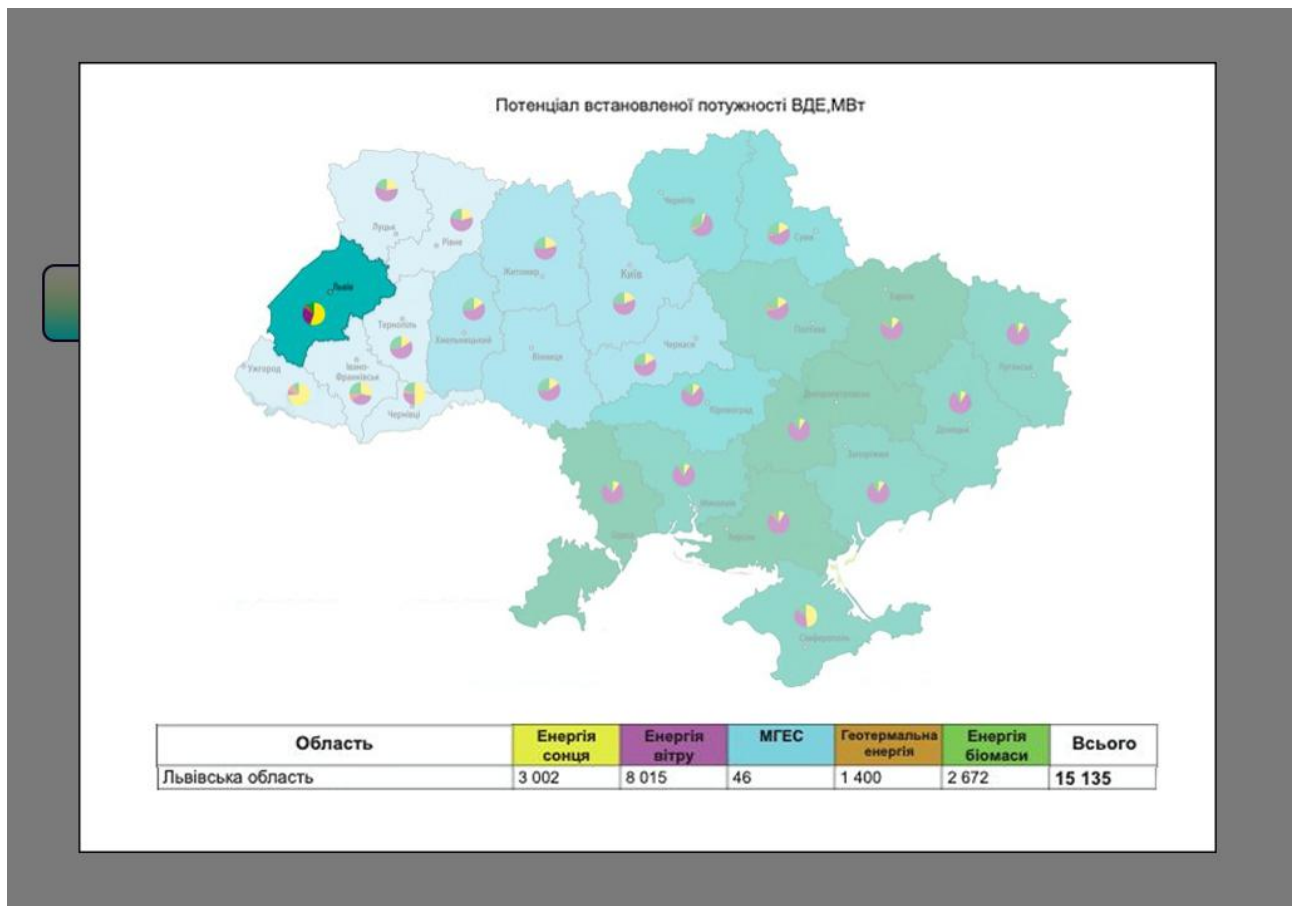 Потенціал встановленої потужності ВДЕ,МВт
Чернігів
Луцьк
Рівне
Суми
Житомир
Київ
Львів
Харків
Тернопіль
Хмельницький
Полтава
Вінниця
Черкаси
Луганськ
Ужгород
Івано-
Франківськ
Чернівці
Кіровоград
Дніпропетровськ
Донецьк
Запоріжжя
Миколаїв
Одеса
Херсон
Сімферополь
Область
Енергія сонця
Енергія вітру
МГЕС
Геотермальна енергія
Енергія біомаси
Всього
Львівська область 3 002 8 015 46 1 400 2 672 15 135